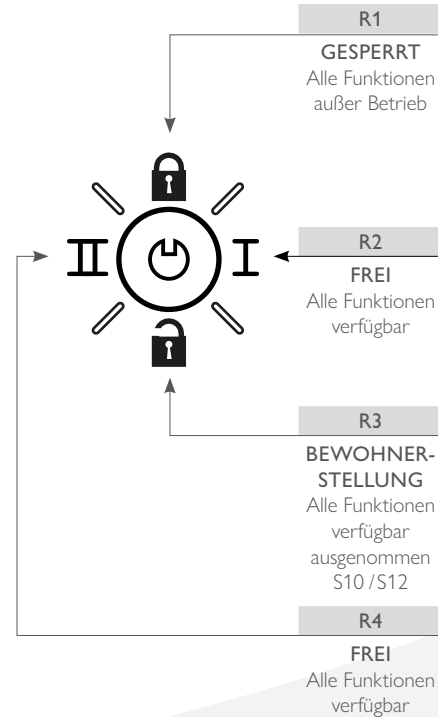 R1
GESPERRT
Alle Funktionen
außer Betrieb
II
I
R2
FREI
Alle Funktionen
verfügbar
R3
BEWOHNER-
STELLUNG
Alle Funktionen
verfügbar
ausgenommen
S10 / S12
R4
FREI
Alle Funktionen
verfügbar